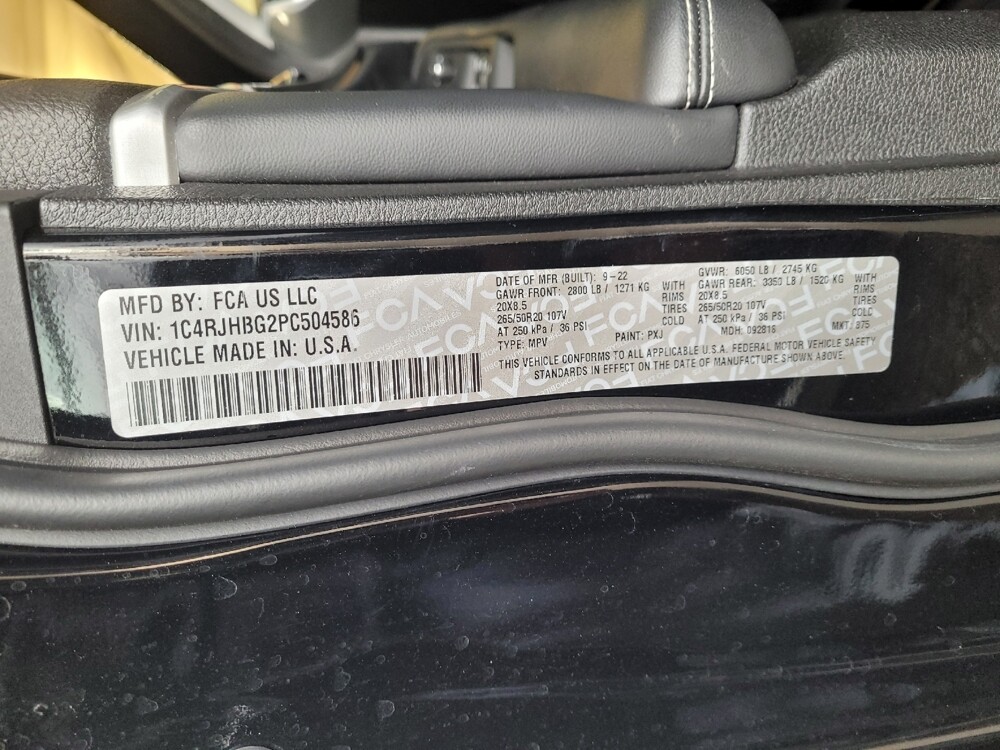 MFD BY: FCA US LLC
VIN: 1C4RJHBG2PC504586
VEHICLE MADE IN: U.S.A.
DATE OF MFR (BUILT): 9-22
GAWR FRONT: 2800 LB / 1271 KG WITH
20X8.5 RIMS
265/50R20 107V TIRES
AT 250 kPa / 36 PSI COLD
TYPE: MPV PAINT: PXJ
GVWR: 6050 LB / 2745 KG
GAWR REAR: 3350 LB / 1520 KG WITH
20X8.5 RIMS
265/50R20 107V TIRES
AT 250 kPa / 36 PSI COLD
MDH: 092816 MKT: 975
THIS VEHICLE CONFORMS TO ALL APPLICABLE U.S.A. FEDERAL MOTOR VEHICLE SAFETY
STANDARDS IN EFFECT ON THE DATE OF MANUFACTURE SHOWN ABOVE.